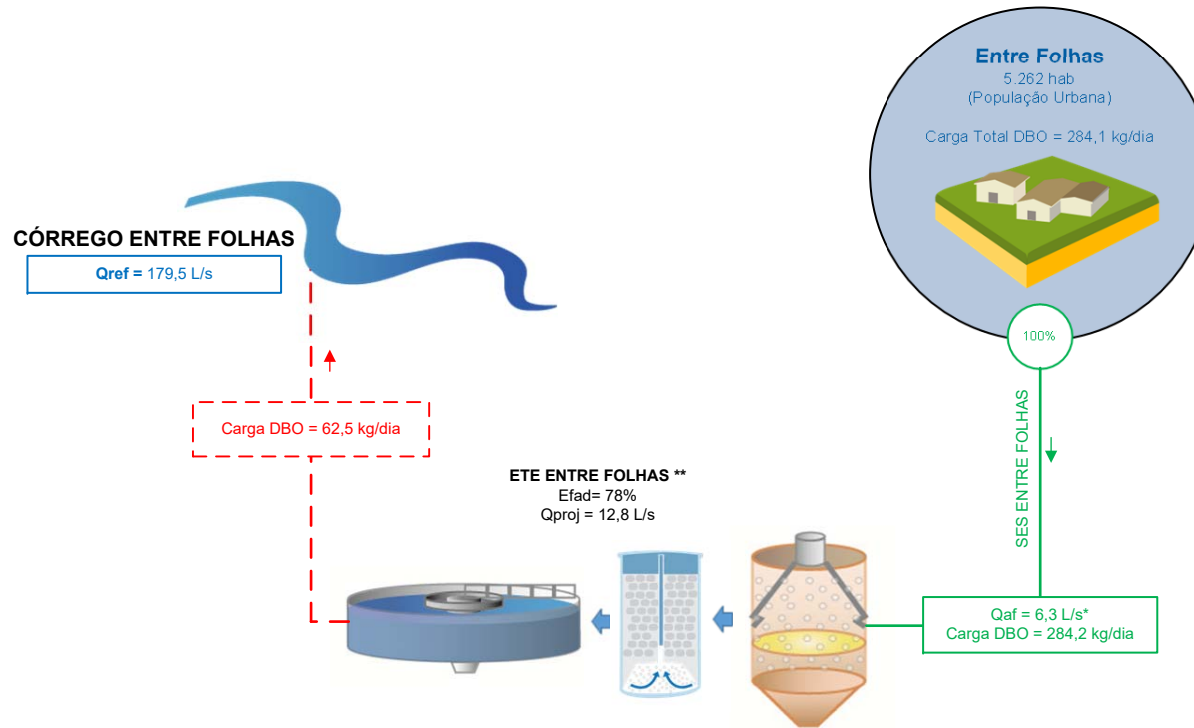 Entre Folhas
5.262 hab
(População Urbana)
Carga Total DBO = 284,1 kg/dia
100%
SES ENTRE FOLHAS
Qaf = 6,3 L/s*
Carga DBO = 284,2 kg/dia
ETE ENTRE FOLHAS **
Efad= 78%
Qproj = 12,8 L/s
Carga DBO = 62,5 kg/dia
CÓRREGO ENTRE FOLHAS
Qref = 179,5 L/s